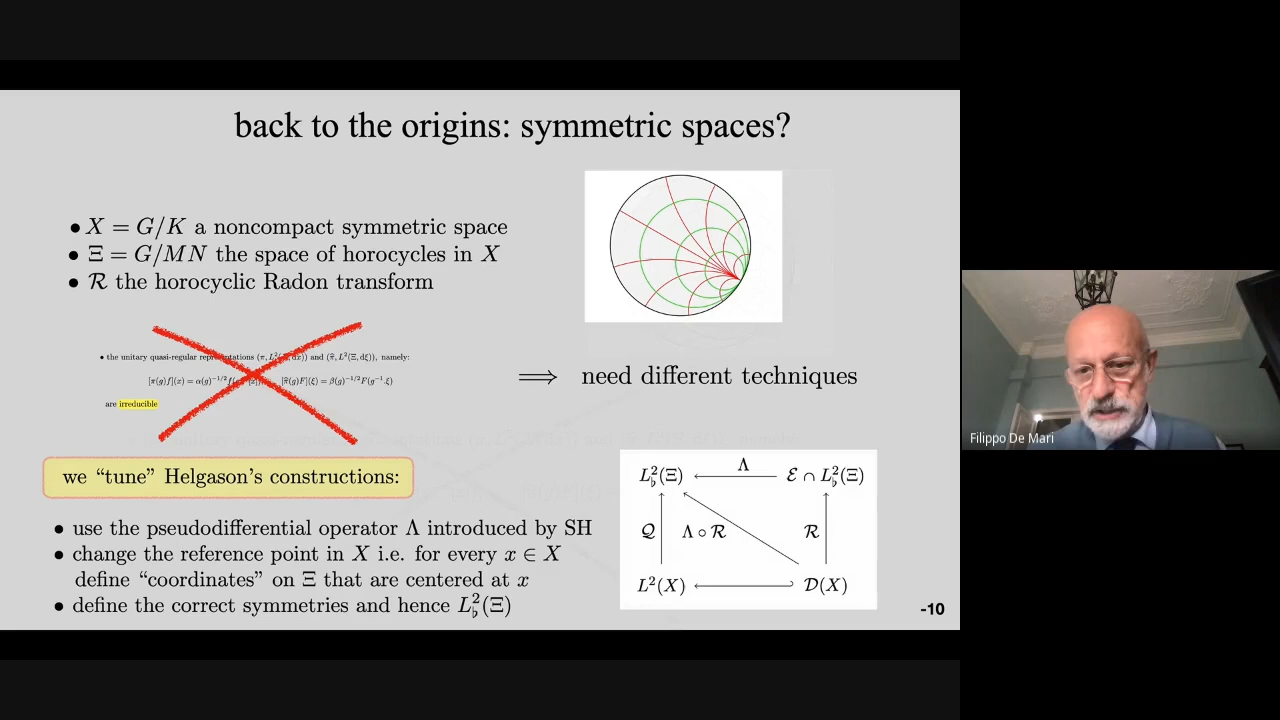 back to the origins: symmetric spaces?
• X = G/K a noncompact symmetric space
• Ξ = G/MN the space of horocycles in X
• ℛ the horocyclic Radon transform
• the unitary quasi-regular representations (π, L²(X, dx)) and (π̂, L²(Ξ, dξ)), namely:
[π(g)f](x) = α(g)^{-1/2} [π̂(g)F](ξ) = β(g)^{-1/2}F(g^{-1}.ξ)
are irreducible
⟹ need different techniques
we “tune” Helgason’s constructions:
• use the pseudodifferential operator Λ introduced by SH
• change the reference point in X i.e. for every x ∈ X
define “coordinates” on Ξ that are centered at x
• define the correct symmetries and hence L²_♭(Ξ)
L²_♭(Ξ) Λ ℰ ∩ L²_♭(Ξ)
𝒬 Λ ∘ ℛ ℛ
L²(X) 𝒟(X)
-10
Filippo De Mari